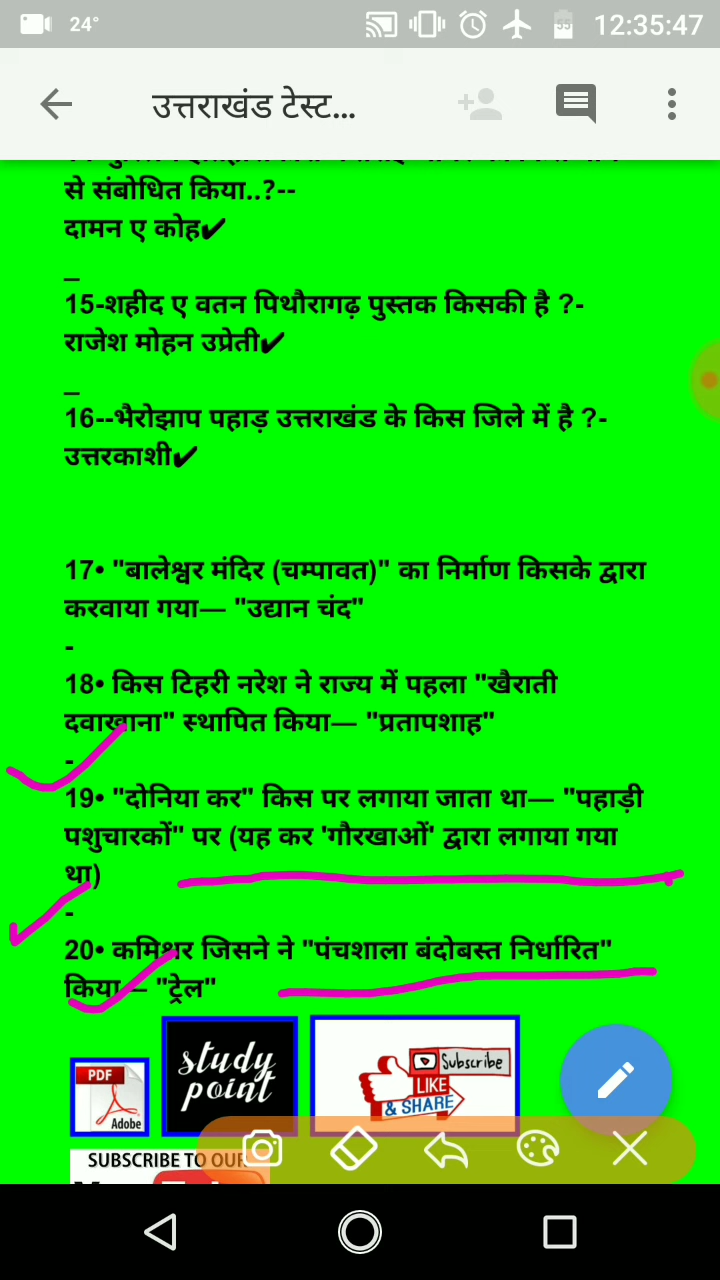 24°
12:35:47
उत्तराखंड टेस्ट...
से संबोधित किया..?--
दामन ए कोह✔
_
15-शहीद ए वतन पिथौरागढ़ पुस्तक किसकी है ?-
राजेश मोहन उप्रेती✔
_
16--भैरोझाप पहाड़ उत्तराखंड के किस जिले में है ?-
उत्तरकाशी✔
17• "बालेश्वर मंदिर (चम्पावत)" का निर्माण किसके द्वारा
करवाया गया— "उद्यान चंद"
-
18• किस टिहरी नरेश ने राज्य में पहला "खैराती
दवाखाना" स्थापित किया— "प्रतापशाह"
-
19• "दोनिया कर" किस पर लगाया जाता था— "पहाड़ी
पशुचारकों" पर (यह कर 'गौरखाओं' द्वारा लगाया गया
था)
-
20• कमिश्नर जिसने ने "पंचशाला बंदोबस्त निर्धारित"
किया— "ट्रेल"
PDF
Adobe
study
point
Subscribe
LIKE
& SHARE
SUBSCRIBE TO OUR